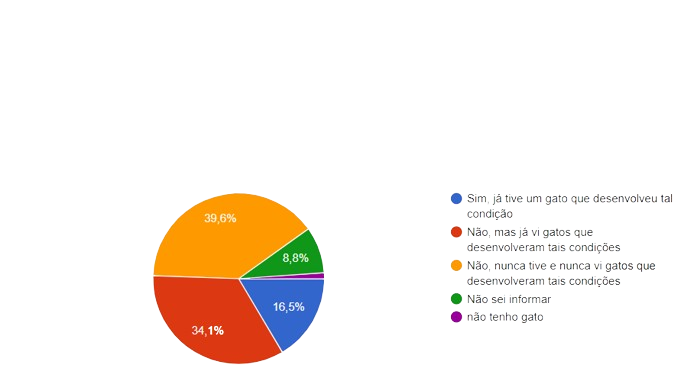 39,6%
8,8%
16,5%
34,1%
Sim, já tive um gato que desenvolveu tal
condição
Não, mas já vi gatos que
desenvolveram tais condições
Não, nunca tive e nunca vi gatos que
desenvolveram tais condições
Não sei informar
não tenho gato